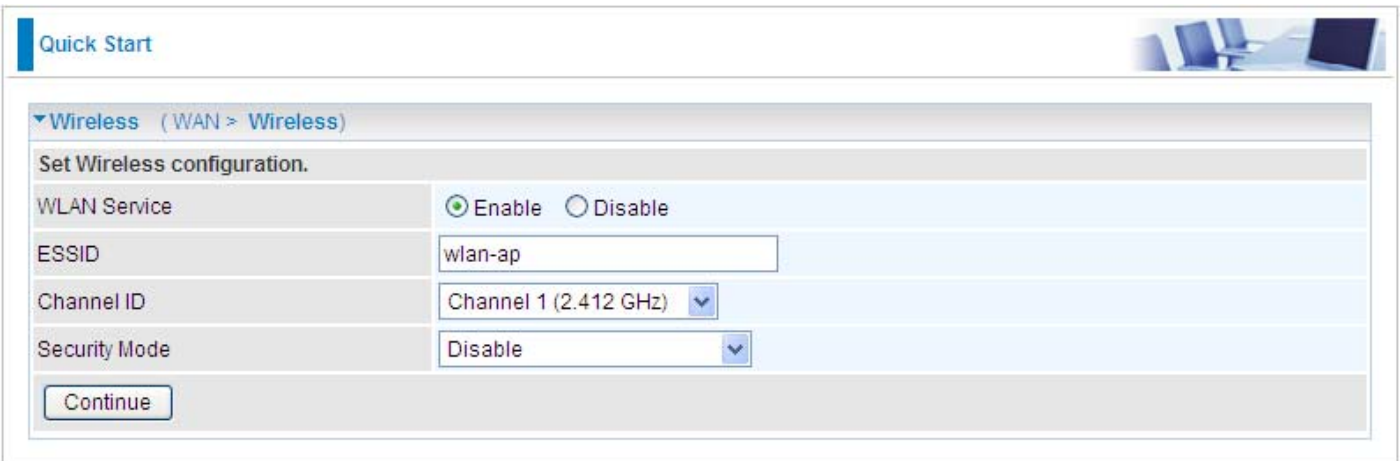 Quick Start
Wireless (WAN > Wireless)
Set Wireless configuration.
WLAN Service Enable Disable
ESSID wlan-ap
Channel ID Channel 1 (2.412 GHz)
Security Mode Disable
Continue